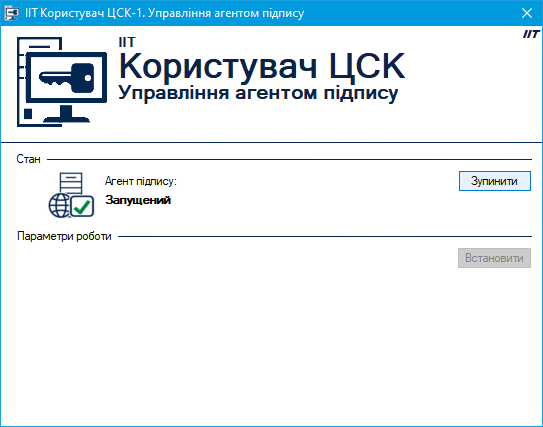 ІІТ Користувач ЦСК-1. Управління агентом підпису
ІІТ
ІІТ
Користувач ЦСК
Управління агентом підпису
Стан
Агент підпису:
Запущений
Зупинити
Параметри роботи
Встановити